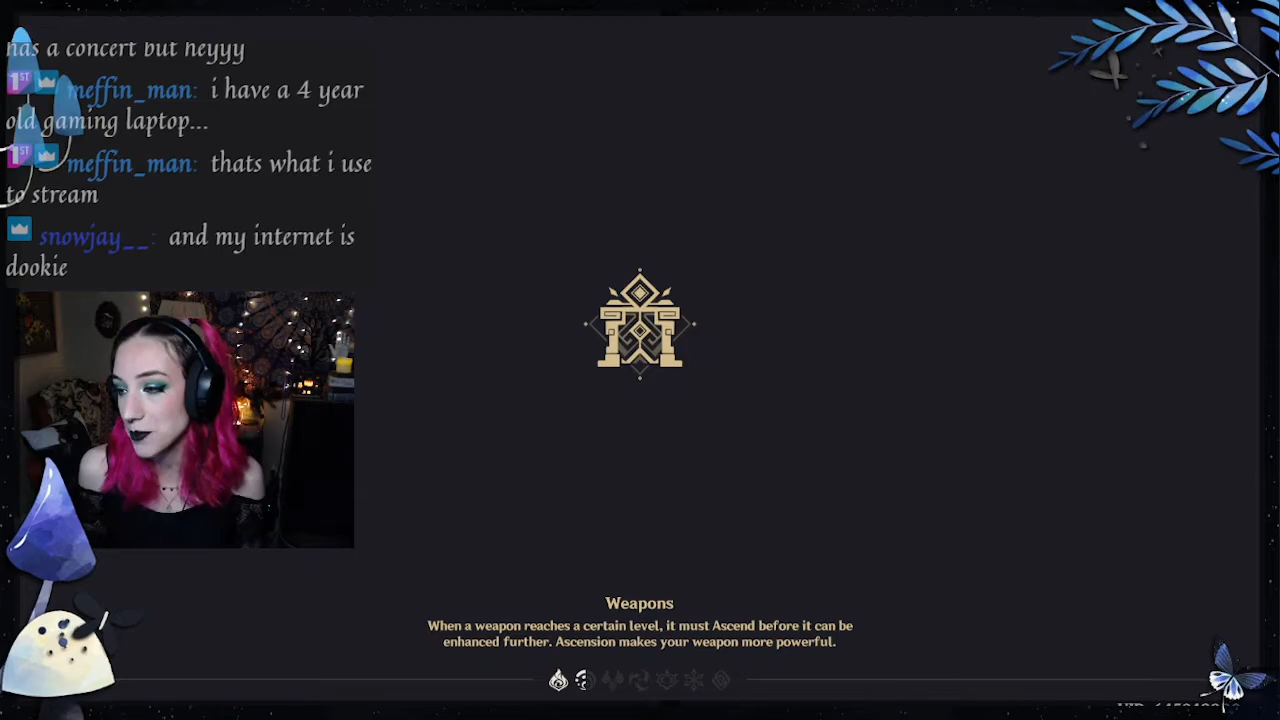 has a concert but heyyy
1ST meffin_man: i have a 4 year
old gaming laptop...
1ST meffin_man: thats what i use
to stream
snowjay__: and my internet is
dookie
Weapons
When a weapon reaches a certain level, it must Ascend before it can be
enhanced further. Ascension makes your weapon more powerful.